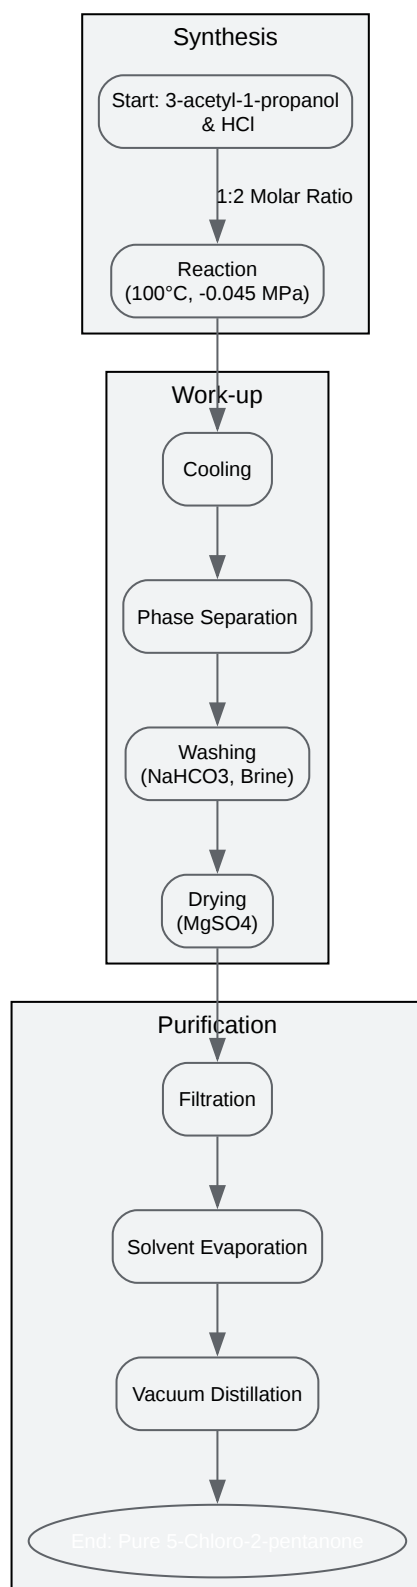 Synthesis
Start: 3-acetyl-1-propanol
& HCl
1:2 Molar Ratio
Reaction
(100°C, -0.045 MPa)
Work-up
Cooling
Phase Separation
Washing
(NaHCO3, Brine)
Drying
(MgSO4)
Purification
Filtration
Solvent Evaporation
Vacuum Distillation
End: Pure 5-Chloro-2-pentanone